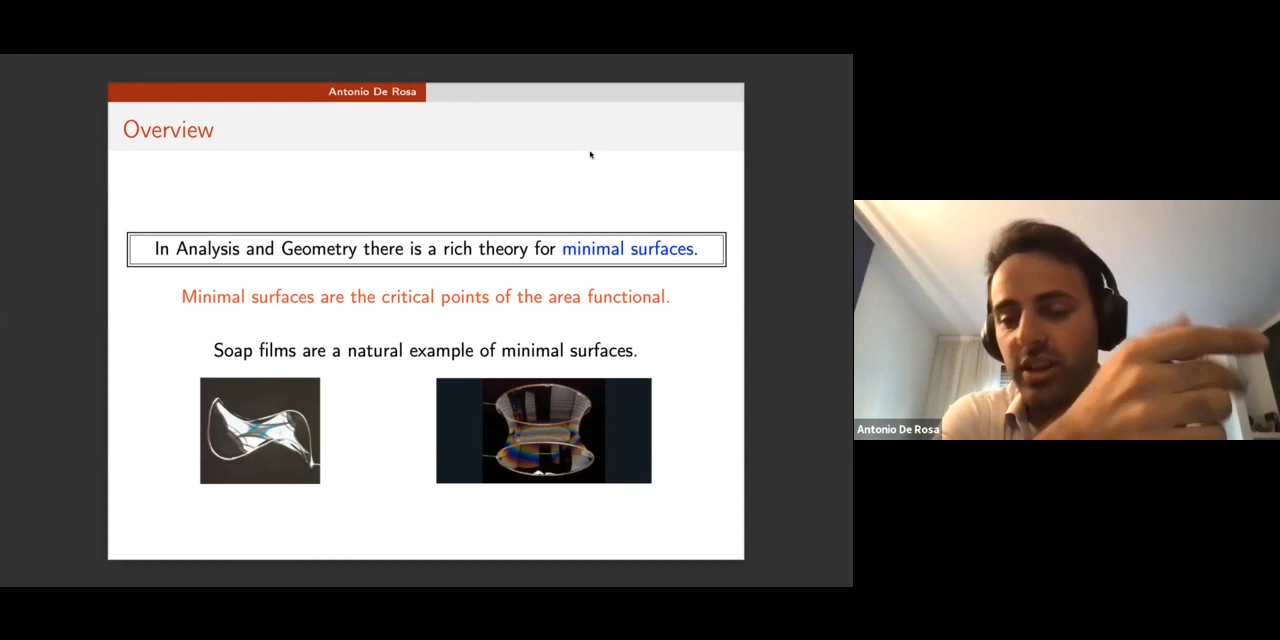 Antonio De Rosa
Overview
In Analysis and Geometry there is a rich theory for minimal surfaces.
Minimal surfaces are the critical points of the area functional.
Soap films are a natural example of minimal surfaces.
Antonio De Rosa